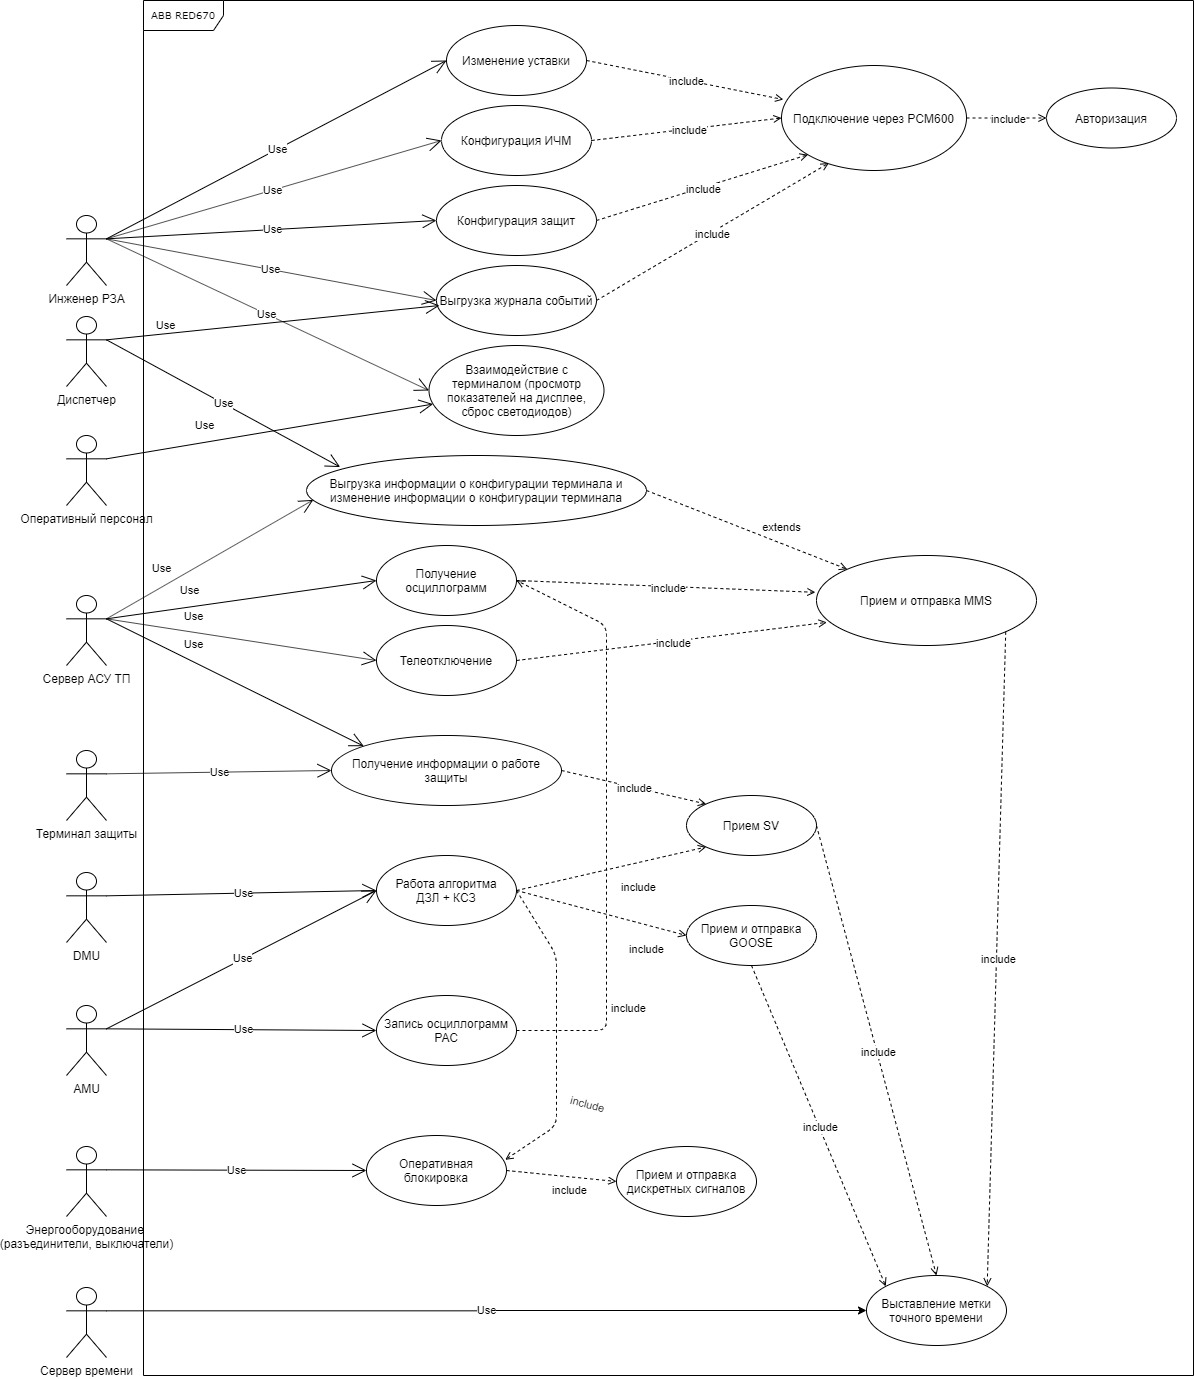 ABB RED670
Изменение уставки
include
Подключение через PCM600
include
Авторизация
Use
Конфигурация ИЧМ
include
Use
Конфигурация защит
include
Use
Инженер РЗА
Use
Выгрузка журнала событий
include
Use
Use
Диспетчер
Взаимодействие с
терминалом (просмотр
показателей на дисплее,
сброс светодиодов)
Use
Use
Оперативный персонал
Выгрузка информации о конфигурации терминала и
изменение информации о конфигурации терминала
extends
Use
Use
Use
Use
Сервер АСУ ТП
Получение
осциллограмм
include
Прием и отправка MMS
Телеотключение
include
Получение информации о работе
защиты
include
Use
Терминал защиты
Прием SV
Use
DMU
Работа алгоритма
ДЗЛ + КСЗ
include
Прием и отправка
GOOSE
include
Use
include
Use
AMU
Запись осциллограмм
РАС
include
include
include
include
Use
Энергооборудование
(разъединители, выключатели)
Оперативная
блокировка
include
Прием и отправка
дискретных сигналов
Use
Сервер времени
Выставление метки
точного времени